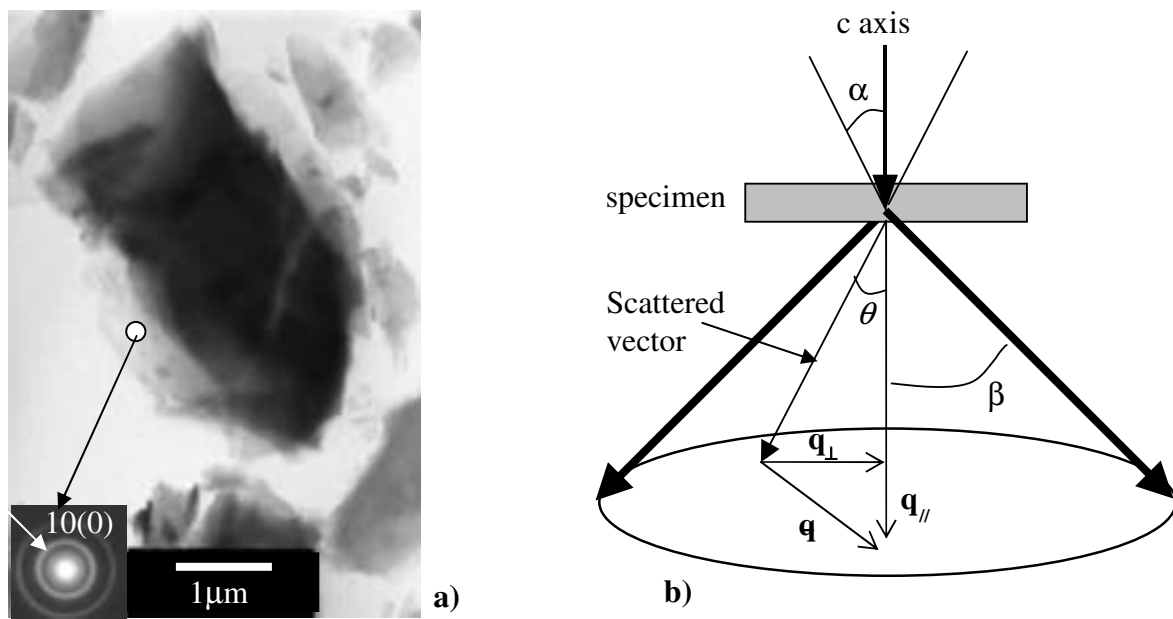 10(0)
1μm
a)
c axis
α
specimen
Scattered
vector
θ
β
q⊥
q//
q
b)